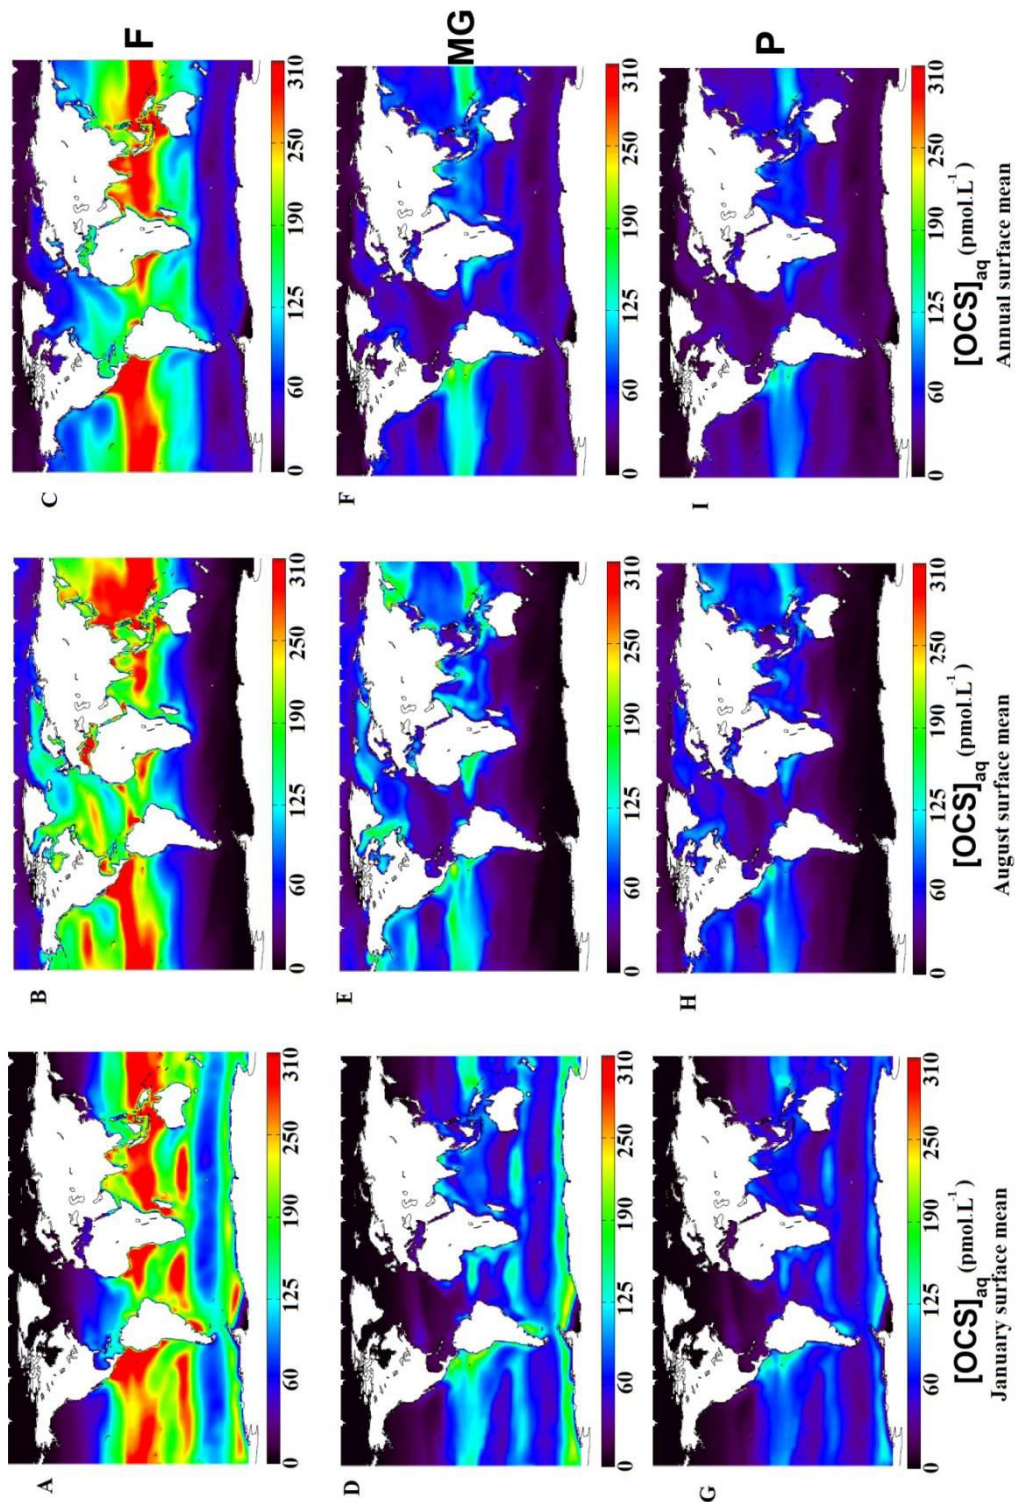 A
B
C
F
0 60 125 190 250 310
0 60 125 190 250 310
0 60 125 190 250 310
D
E
F
MG
0 60 125 190 250 310
0 60 125 190 250 310
0 60 125 190 250 310
G
H
I
P
0 60 125 190 250 310
0 60 125 190 250 310
0 60 125 190 250 310
[OCS]aq (pmol.L-1)
January surface mean
[OCS]aq (pmol.L-1)
August surface mean
[OCS]aq (pmol.L-1)
Annual surface mean